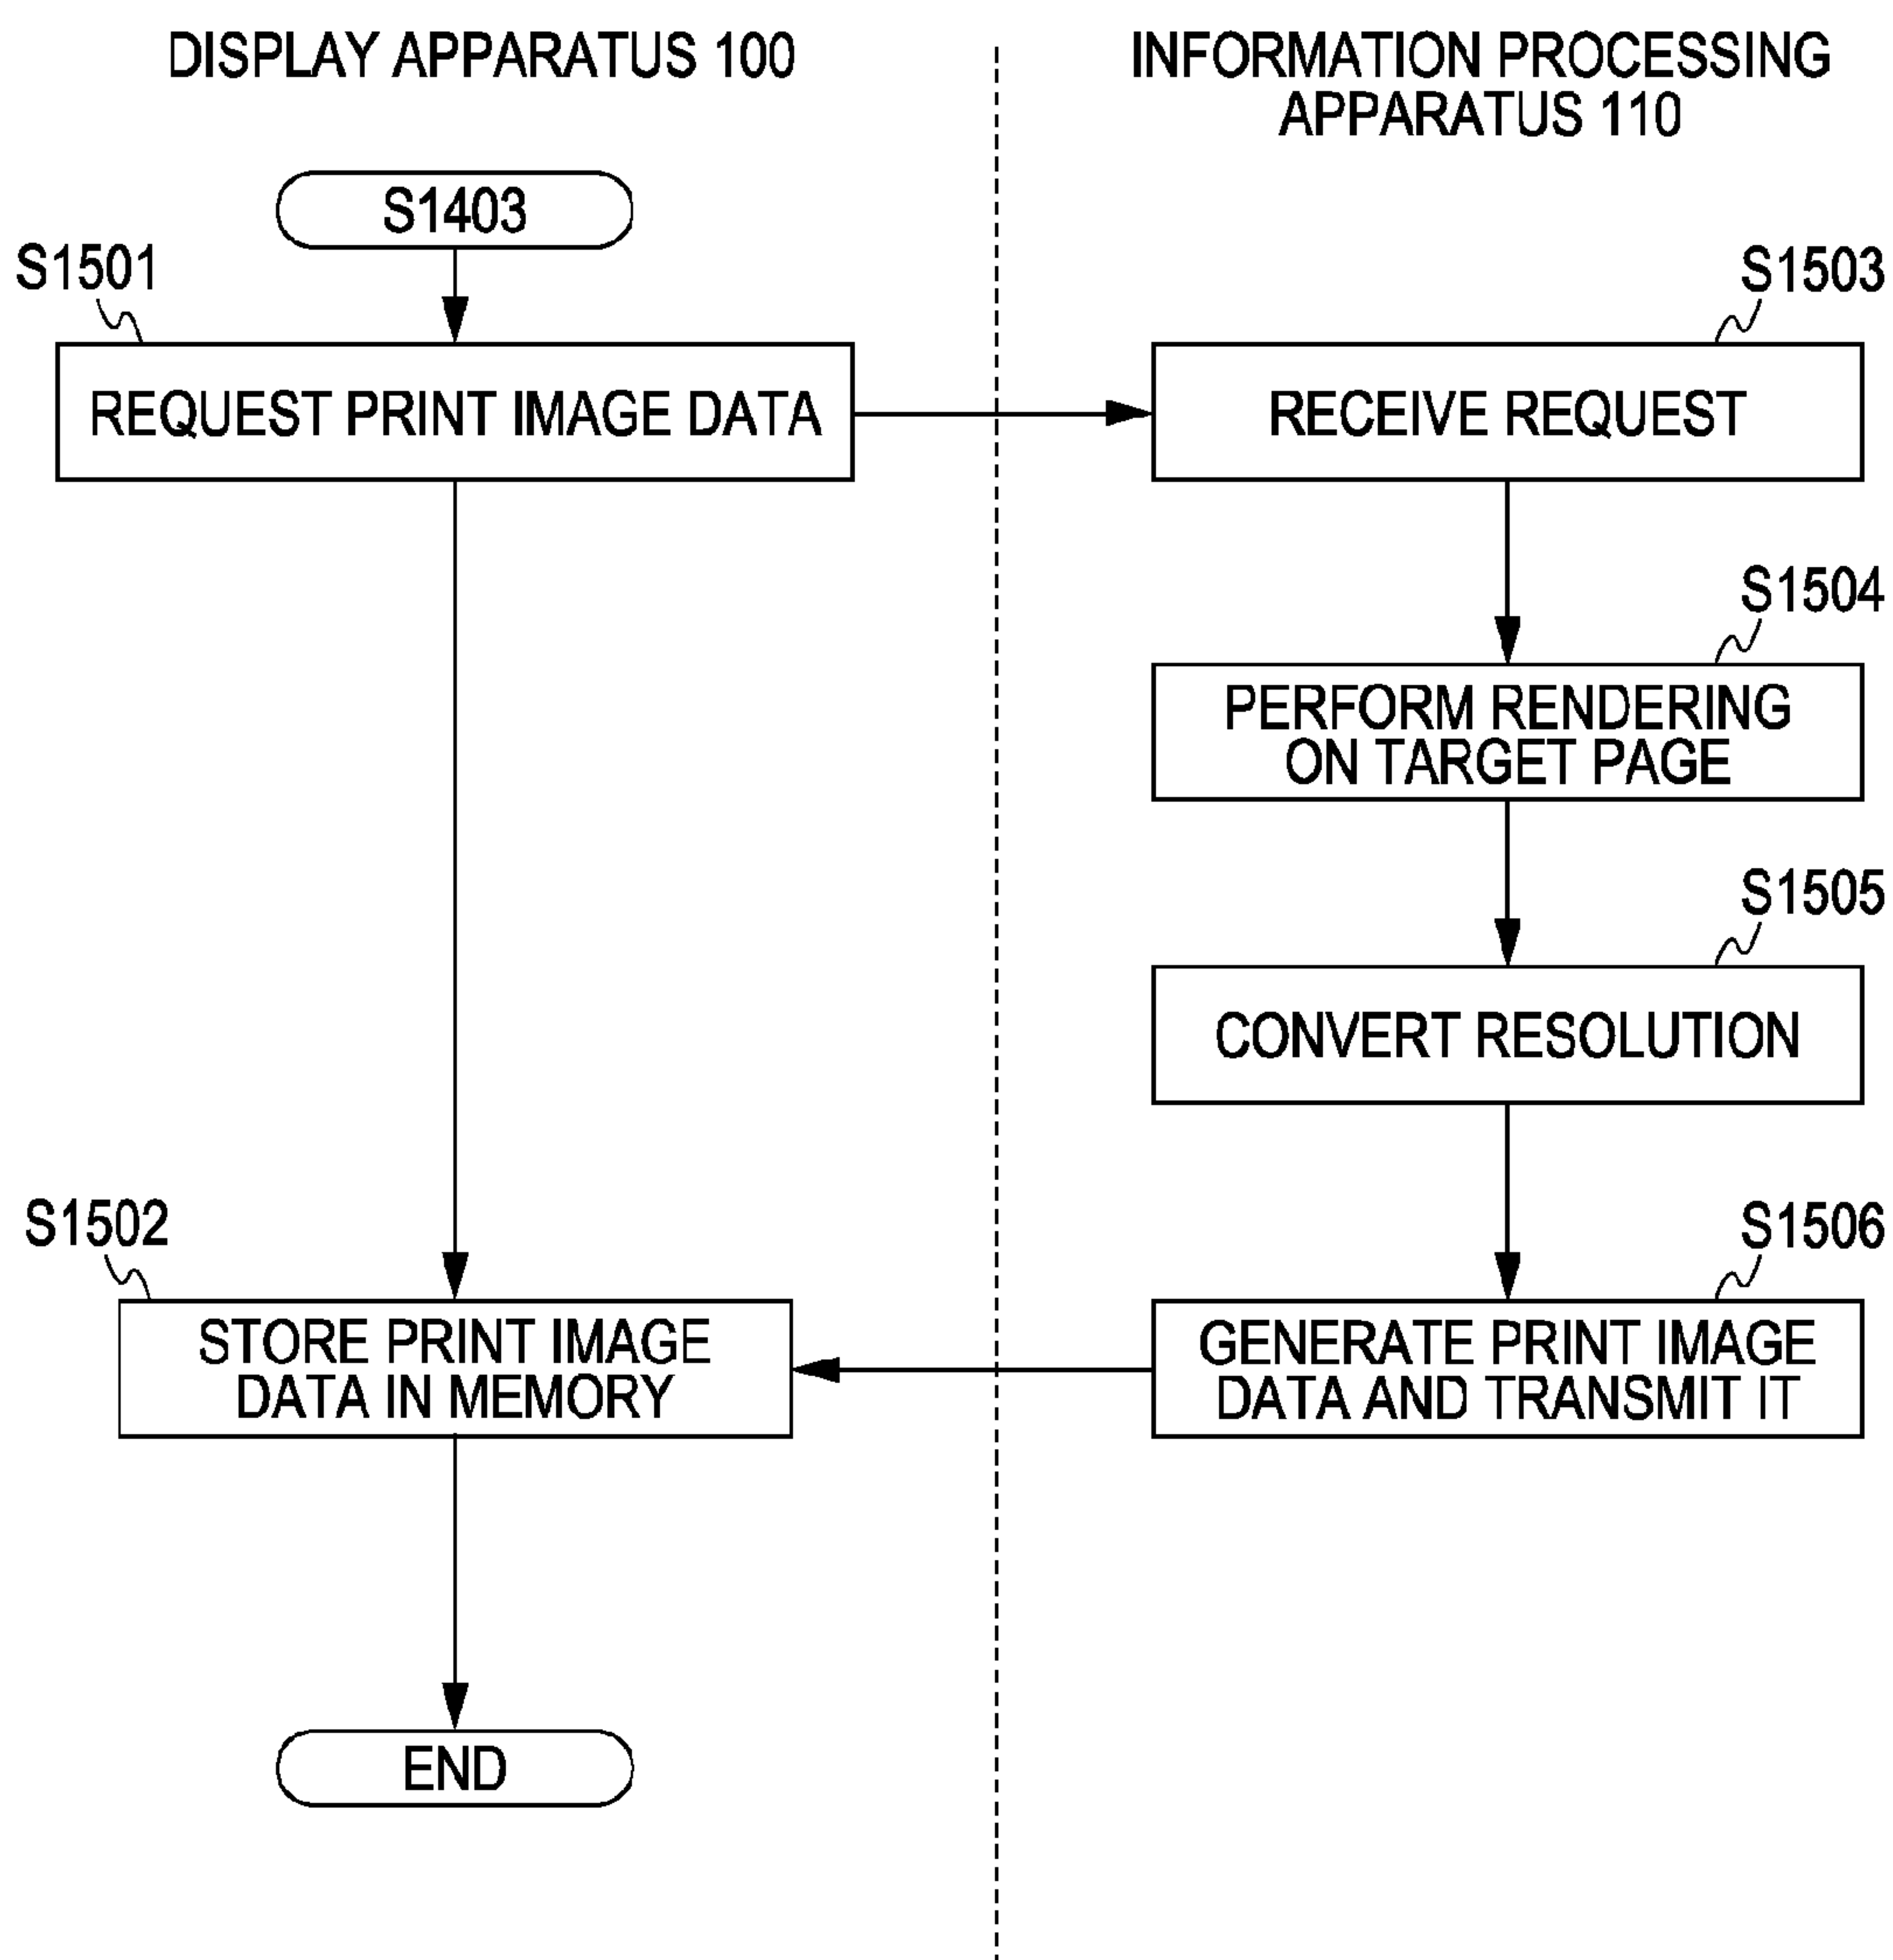 DISPLAY APPARATUS 100
INFORMATION PROCESSING
APPARATUS 110
S1403
S1501
REQUEST PRINT IMAGE DATA
S1503
RECEIVE REQUEST
S1504
PERFORM RENDERING
ON TARGET PAGE
S1505
CONVERT RESOLUTION
S1502
STORE PRINT IMAGE
DATA IN MEMORY
S1506
GENERATE PRINT IMAGE
DATA AND TRANSMIT IT
END